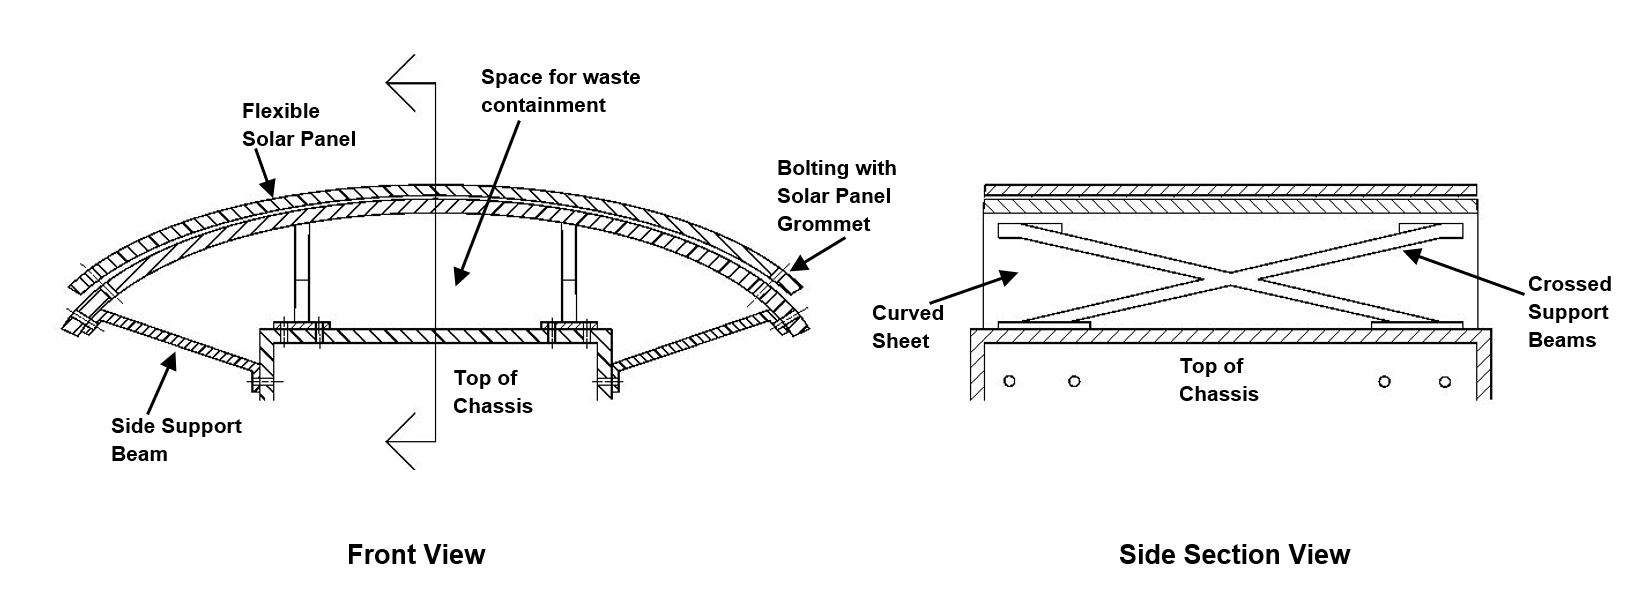 Space for waste
containment
Flexible
Solar Panel
Bolting with
Solar Panel
Grommet
Curved
Sheet
Crossed
Support
Beams
Top of
Chassis
Top of
Chassis
Side Support
Beam
Front View
Side Section View